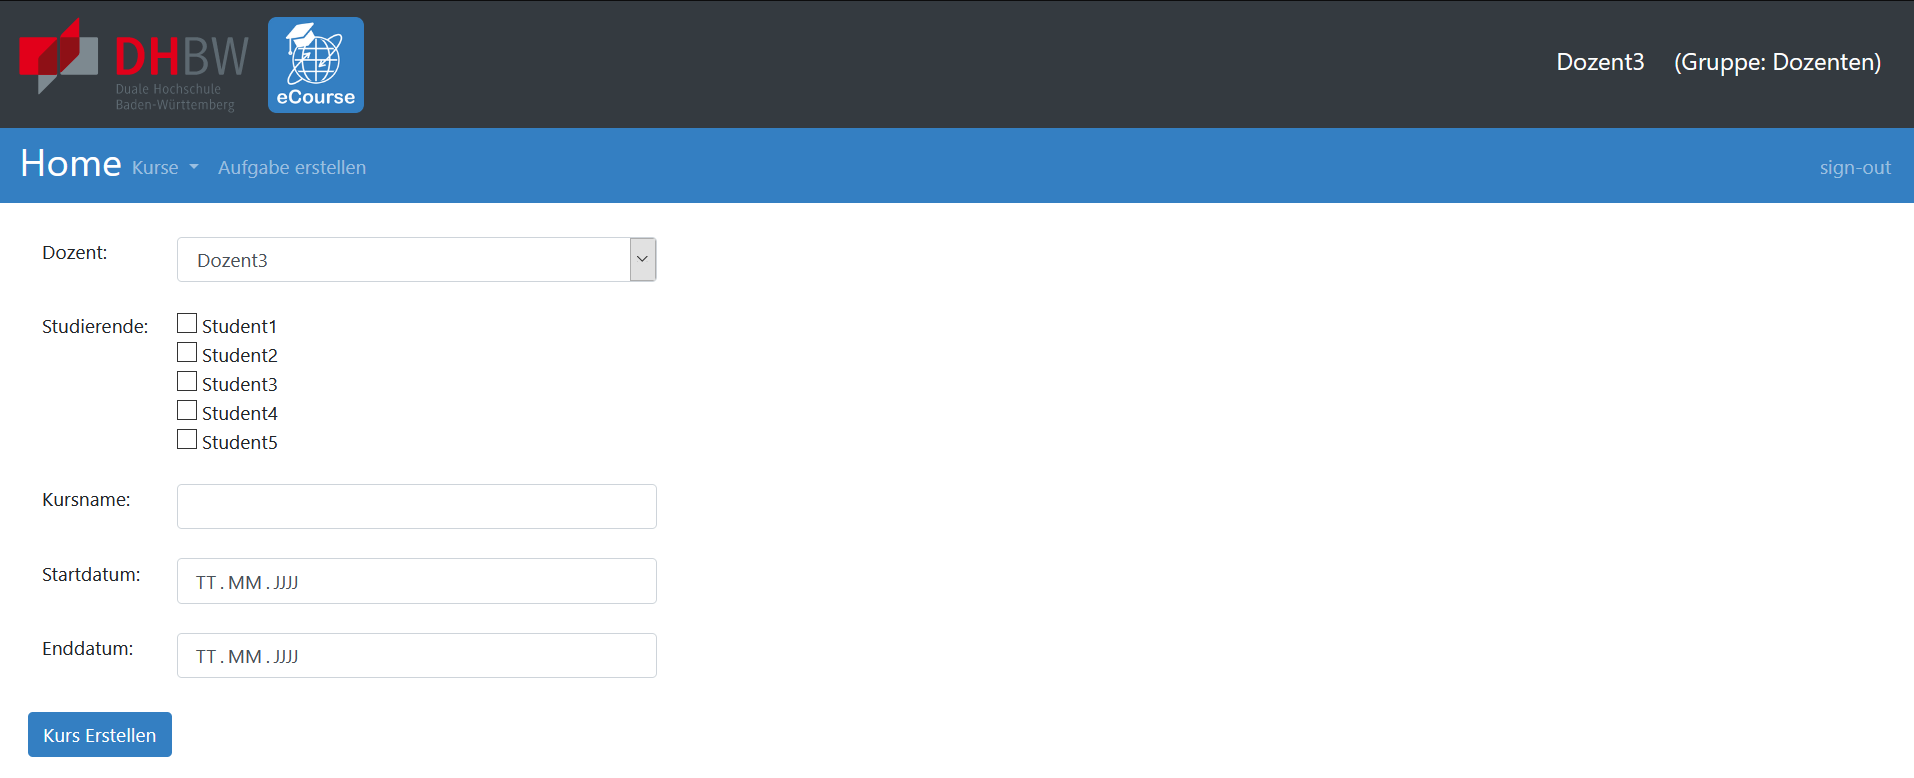 DHBW
Duale Hochschule
Baden-Württemberg
eCourse
Dozent3 (Gruppe: Dozenten)
Home Kurse Aufgabe erstellen sign-out
Dozent: Dozent3
Studierende: Student1
Student2
Student3
Student4
Student5
Kursname:
Startdatum: TT.MM.JJJJ
Enddatum: TT.MM.JJJJ
Kurs Erstellen